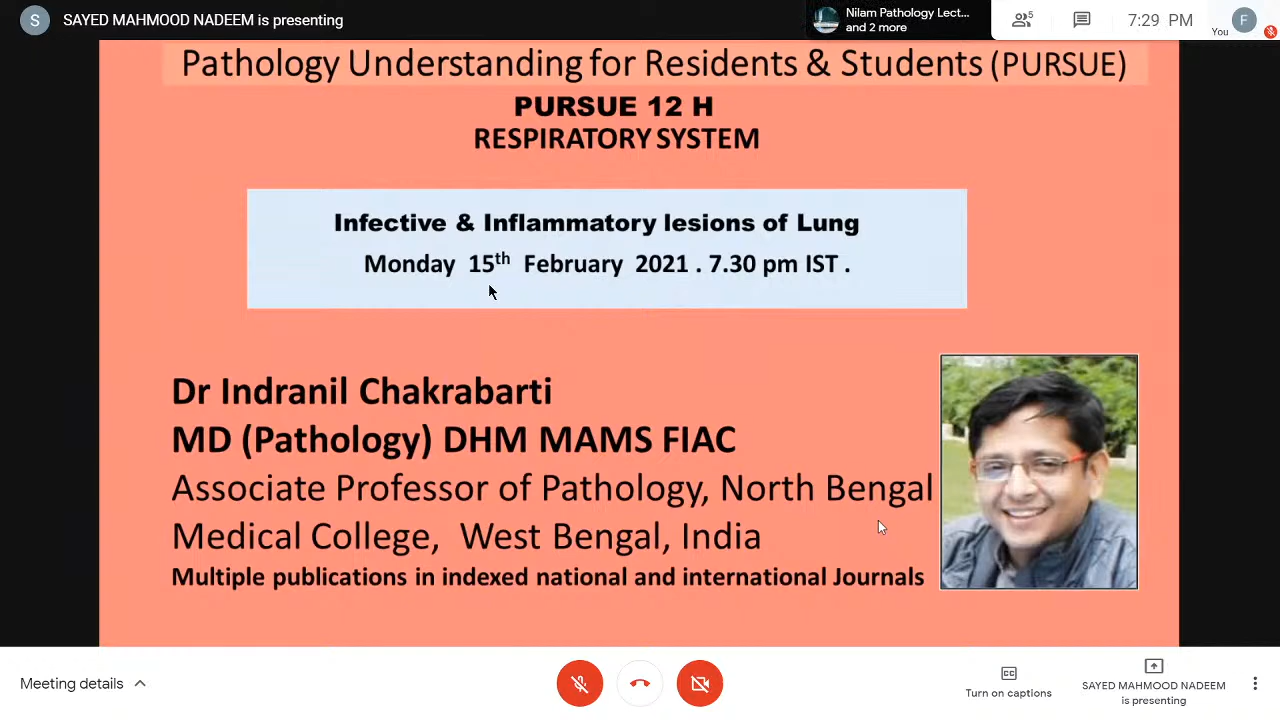 S SAYED MAHMOOD NADEEM is presenting
Nilam Pathology Lect...
and 2 more
5
7:29 PM
You
F
Pathology Understanding for Residents & Students (PURSUE)
PURSUE 12 H
RESPIRATORY SYSTEM
Infective & Inflammatory lesions of Lung
Monday 15th February 2021 . 7.30 pm IST .
Dr Indranil Chakrabarti
MD (Pathology) DHM MAMS FIAC
Associate Professor of Pathology, North Bengal
Medical College, West Bengal, India
Multiple publications in indexed national and international Journals
Meeting details
CC
Turn on captions
SAYED MAHMOOD NADEEM
is presenting